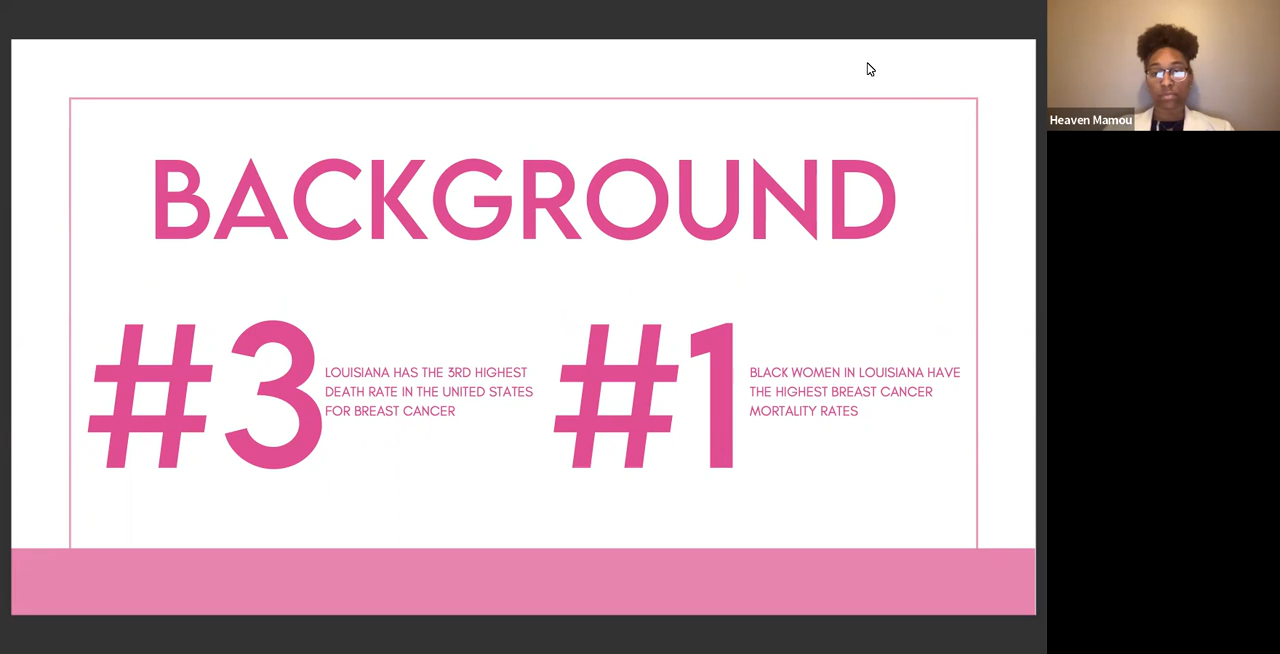 Heaven Mamou
BACKGROUND
#3
LOUISIANA HAS THE 3RD HIGHEST
DEATH RATE IN THE UNITED STATES
FOR BREAST CANCER
#1
BLACK WOMEN IN LOUISIANA HAVE
THE HIGHEST BREAST CANCER
MORTALITY RATES